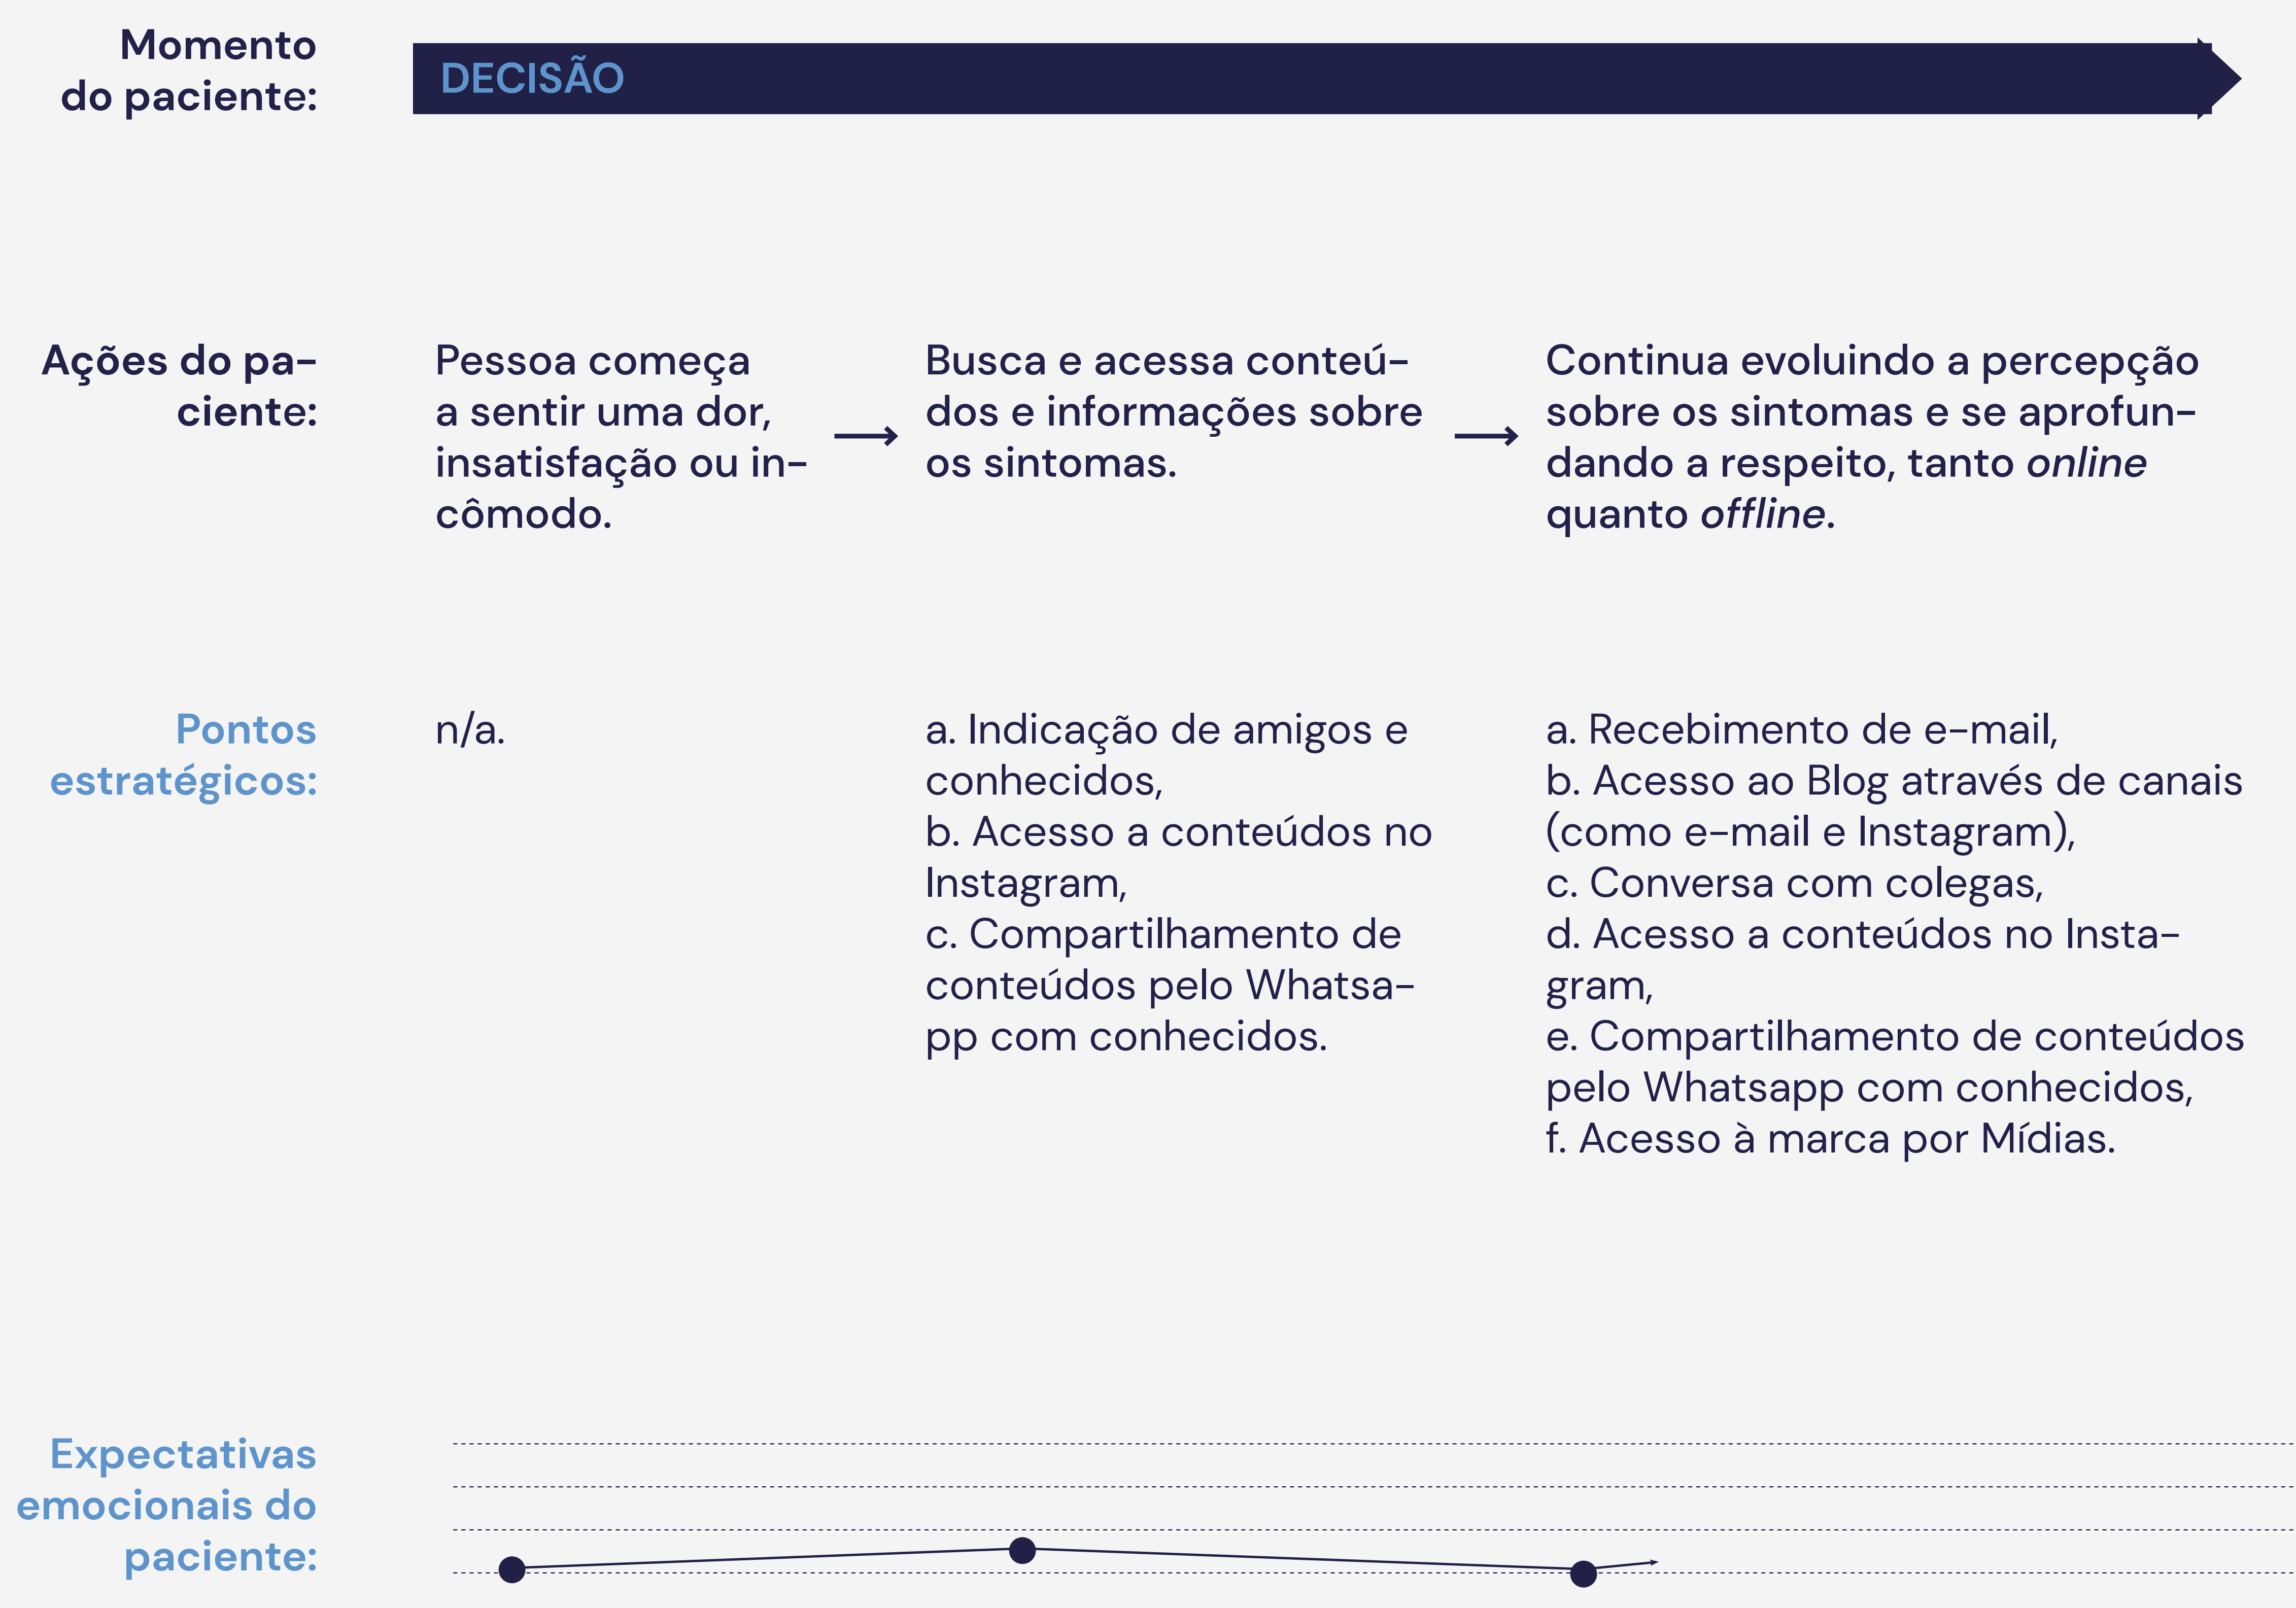 Momento
do paciente:
DECISÃO
Ações do pa-
ciente:
Pessoa começa
a sentir uma dor,
insatisfação ou in-
cômodo.
Busca e acessa conteú-
dos e informações sobre
os sintomas.
Continua evoluindo a percepção
sobre os sintomas e se aprofun-
dando a respeito, tanto online
quanto offline.
Pontos
estratégicos:
n/a.
a. Indicação de amigos e
conhecidos,
b. Acesso a conteúdos no
Instagram,
c. Compartilhamento de
conteúdos pelo Whatsa-
pp com conhecidos.
a. Recebimento de e-mail,
b. Acesso ao Blog através de canais
(como e-mail e Instagram),
c. Conversa com colegas,
d. Acesso a conteúdos no Insta-
gram,
e. Compartilhamento de conteúdos
pelo Whatsapp com conhecidos,
f. Acesso à marca por Mídias.
Expectativas
emocionais do
paciente: